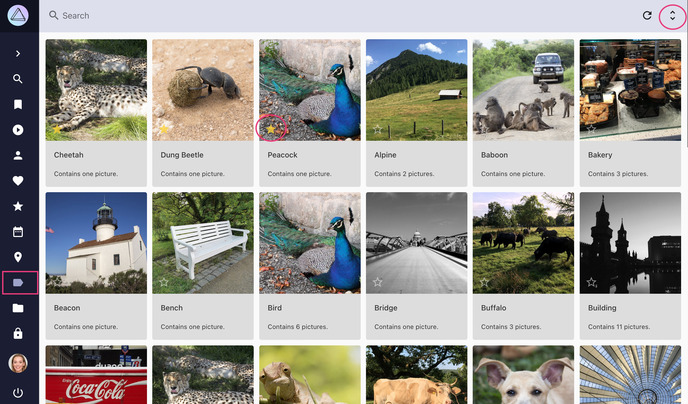 Search
Cheetah
Contains one picture.
Dung Beetle
Contains one picture.
Peacock
Contains one picture.
Alpine
Contains 2 pictures.
Baboon
Contains one picture.
Bakery
Contains 3 pictures.
Beacon
Contains one picture.
Bench
Contains one picture.
Bird
Contains 6 pictures.
Bridge
Contains one picture.
Buffalo
Contains 3 pictures.
Building
Contains 11 pictures.
Coca-Cola